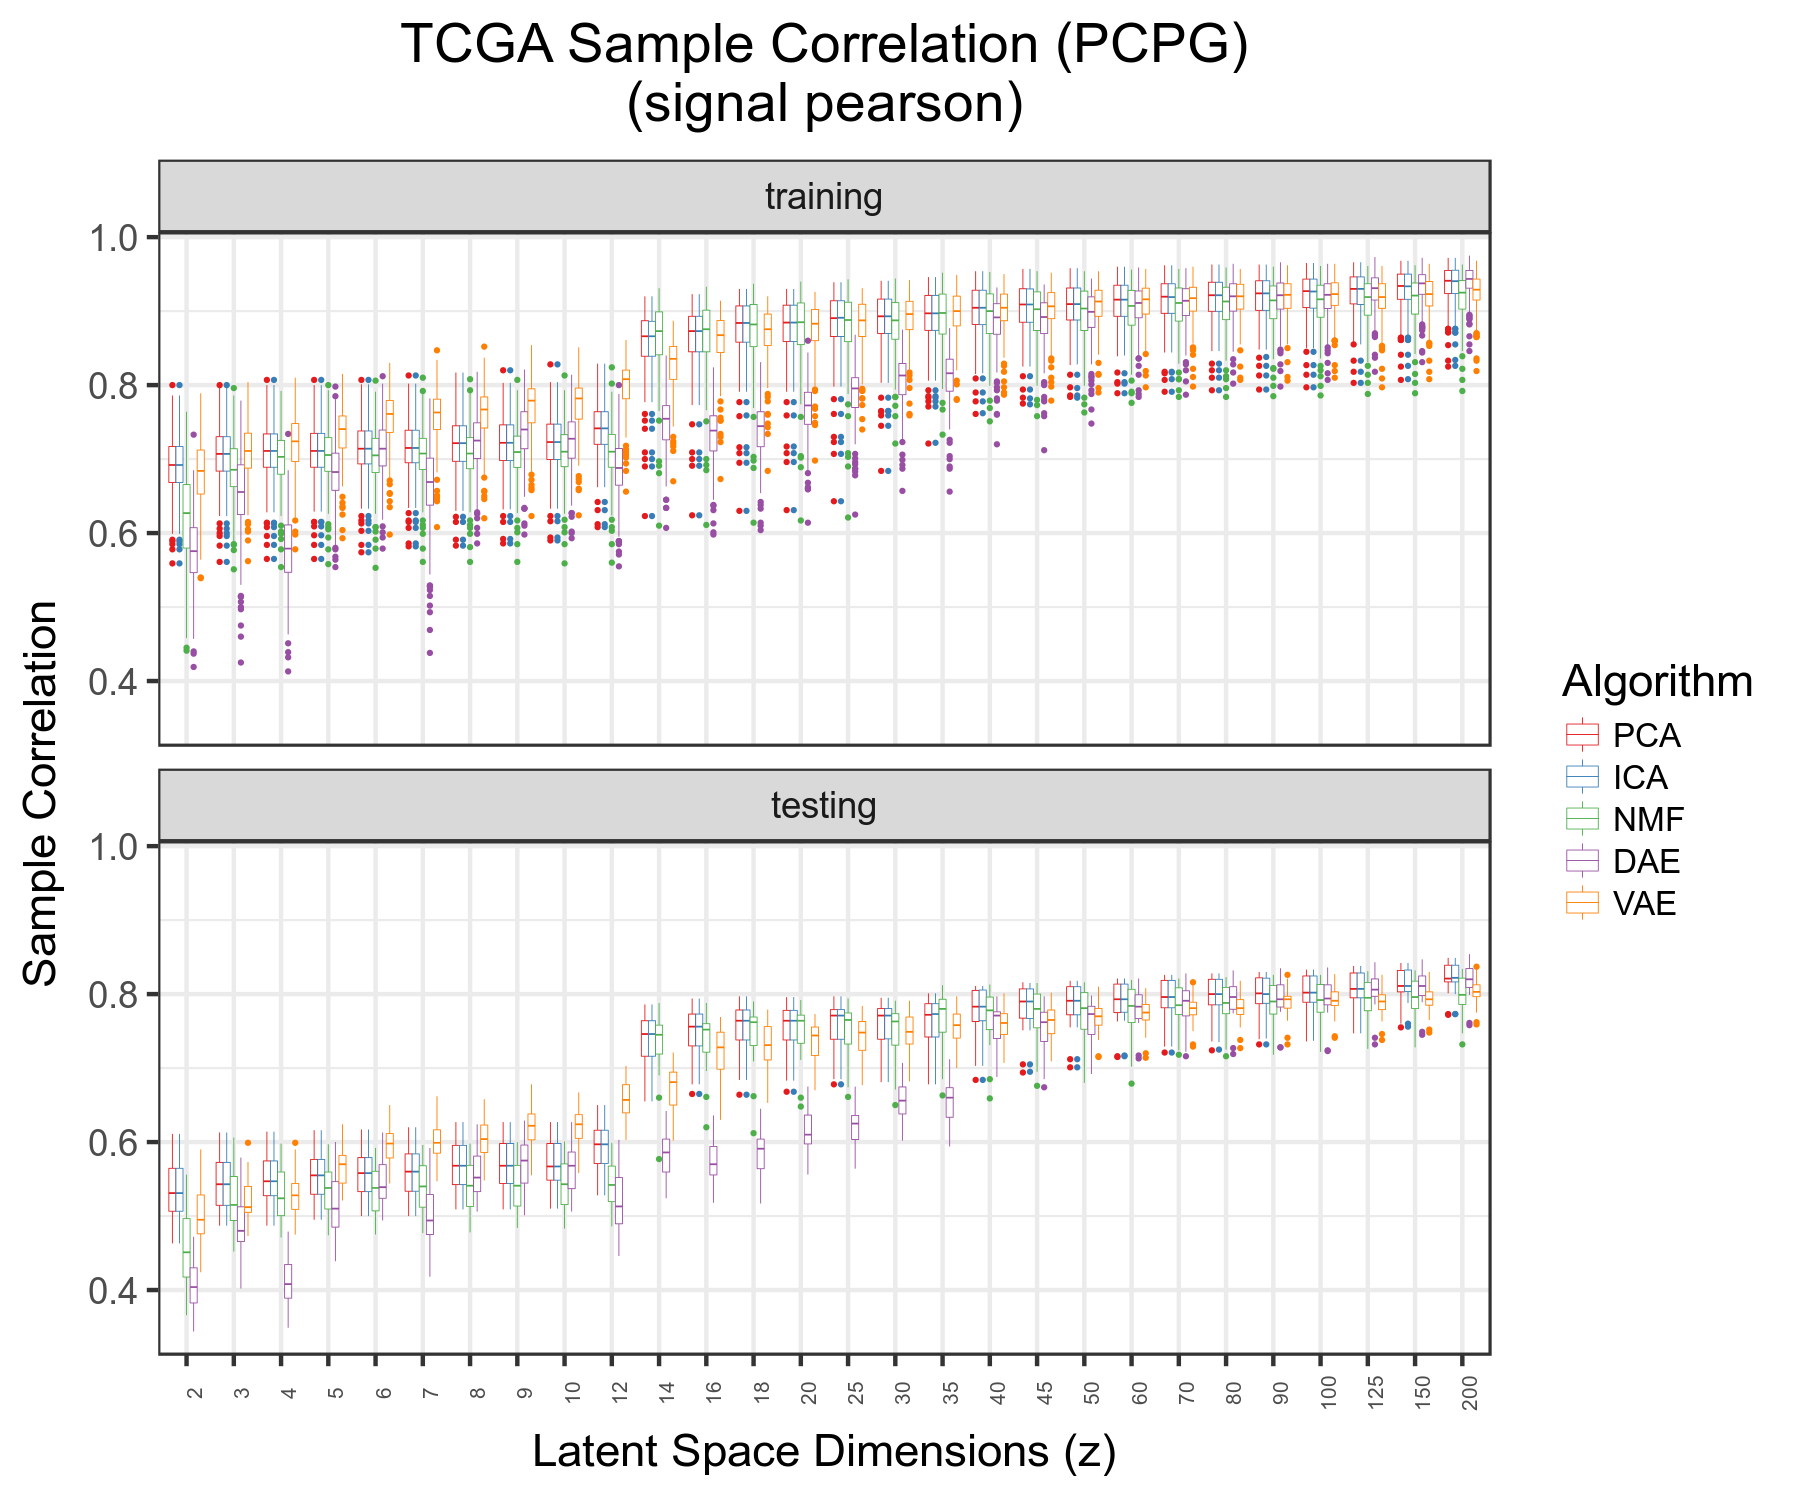 TCGA Sample Correlation (PCPG)
(signal pearson)
training
1.0
0.8
0.6
0.4
testing
1.0
0.8
0.6
0.4
Sample Correlation
2 3 4 5 6 7 8 9 10 12 14 16 18 20 25 30 35 40 45 50 60 70 80 90 100 125 150 200
Latent Space Dimensions (z)
Algorithm
PCA
ICA
NMF
DAE
VAE